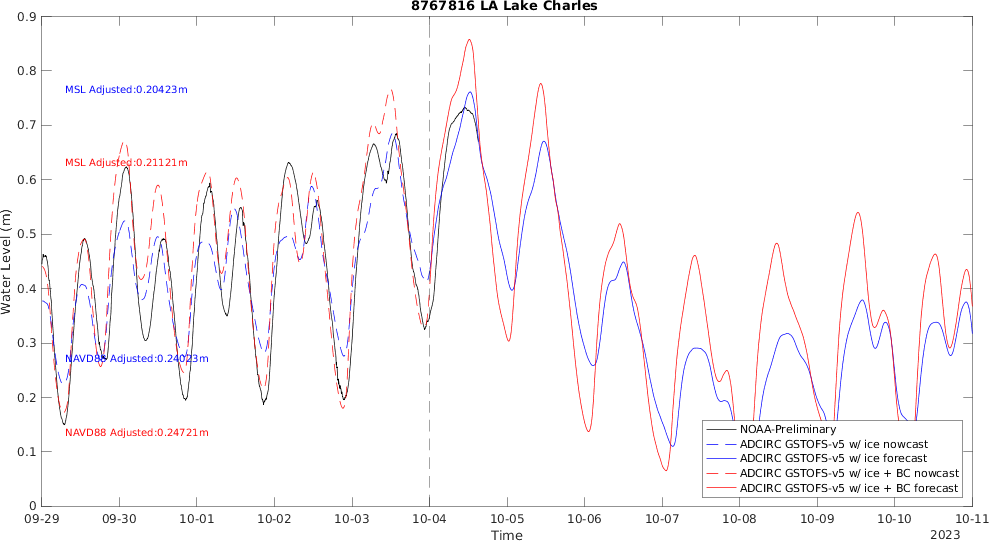 8767816 LA Lake Charles
0.9
0.8
0.7
0.6
0.5
0.4
0.3
0.2
0.1
0
Water Level (m)
MSL Adjusted:0.20423m
MSL Adjusted:0.21121m
NAVD88 Adjusted:0.24023m
NAVD88 Adjusted:0.24721m
NOAA-Preliminary
ADCIRC GSTOFS-v5 w/ ice nowcast
ADCIRC GSTOFS-v5 w/ ice forecast
ADCIRC GSTOFS-v5 w/ ice + BC nowcast
ADCIRC GSTOFS-v5 w/ ice + BC forecast
09-29 09-30 10-01 10-02 10-03 10-04 10-05 10-06 10-07 10-08 10-09 10-10 10-11
Time
2023